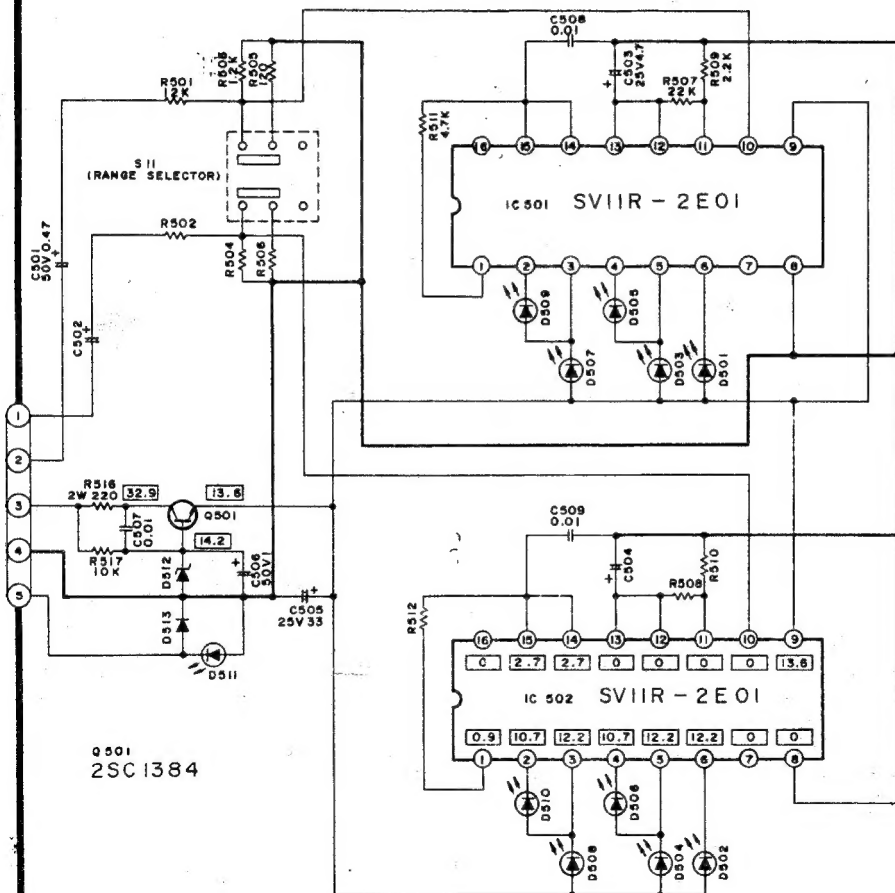 C508
0.01
C503
25V4.7
R509
2.2K
R507
22K
R511
4.7K
R505
120
1.2K
R501
12K
S11
(RANGE SELECTOR)
R502
R504
R506
C501
50V0.47
C502
16 15 14 13 12 11 10 9
IC501 SV11R-2E01
1 2 3 4 5 6 7 8
D509
D505
D507
D503
D501
1
2
3
4
5
R516
2W 220
32.9
13.6
Q501
C507
0.01
14.2
R517
10K
D512
C506
50V1
D513
C505
25V 33
D511
C509
0.01
C504
R510
R508
R512
16 15 14 13 12 11 10 9
0 2.7 2.7 0 0 0 0 13.6
IC 502 SV11R-2E01
0.9 10.7 12.2 10.7 12.2 12.2 0 0
1 2 3 4 5 6 7 8
D510
D506
D508
D504
D502
Q501
2SC1384